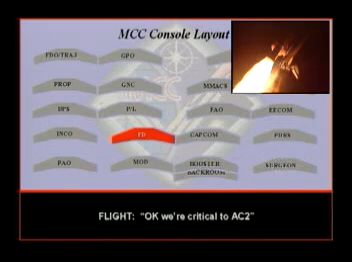 MCC Console Layout
FDO/TRAJ GPO
PROP GNC MMACS
DPS P/L FAO EECOM
INCO FD CAPCOM PDRS
PAO MOD BOOSTER SURGEON
BACKROOM
FLIGHT: "OK we're critical to AC2"